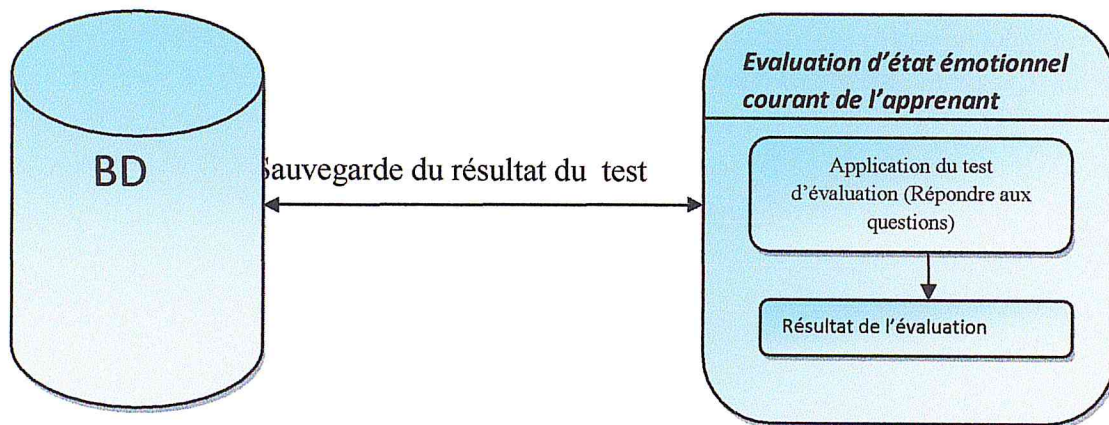 BD
Sauvegarde du résultat du test
Evaluation d'état émotionnel
courant de l'apprenant
Application du test
d'évaluation (Répondre aux
questions)
Résultat de l'évaluation